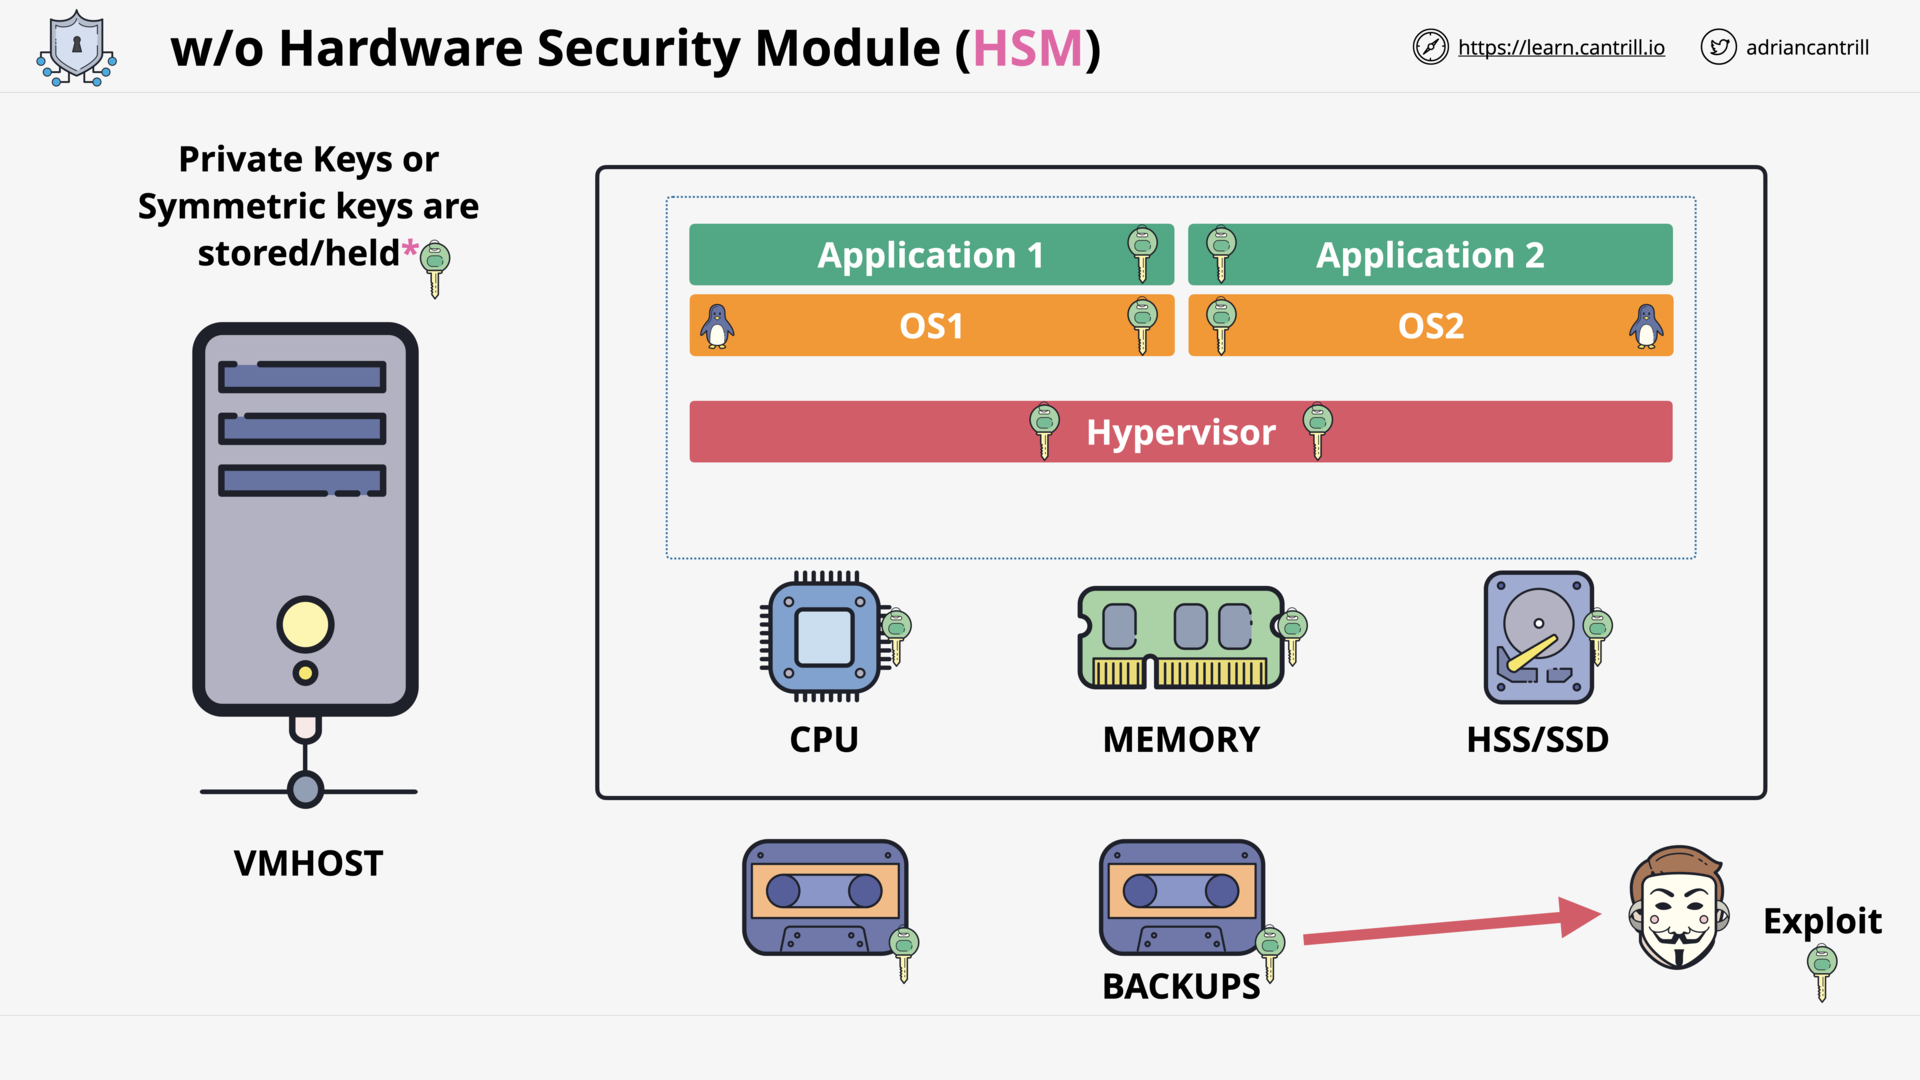 w/o Hardware Security Module (HSM)
https://learn.cantrill.io
adriancantrill
Private Keys or
Symmetric keys are
stored/held*
Application 1
Application 2
OS1
OS2
Hypervisor
CPU
MEMORY
HSS/SSD
VMHOST
BACKUPS
Exploit